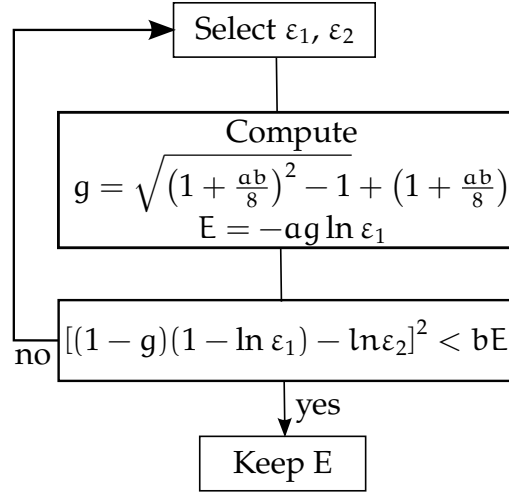 Select ε₁, ε₂
Compute
g = √((1 + ab/8)² − 1) + (1 + ab/8)
E = −ag ln ε₁
[(1 − g)(1 − ln ε₁) − lnε₂]² < bE
no
yes
Keep E